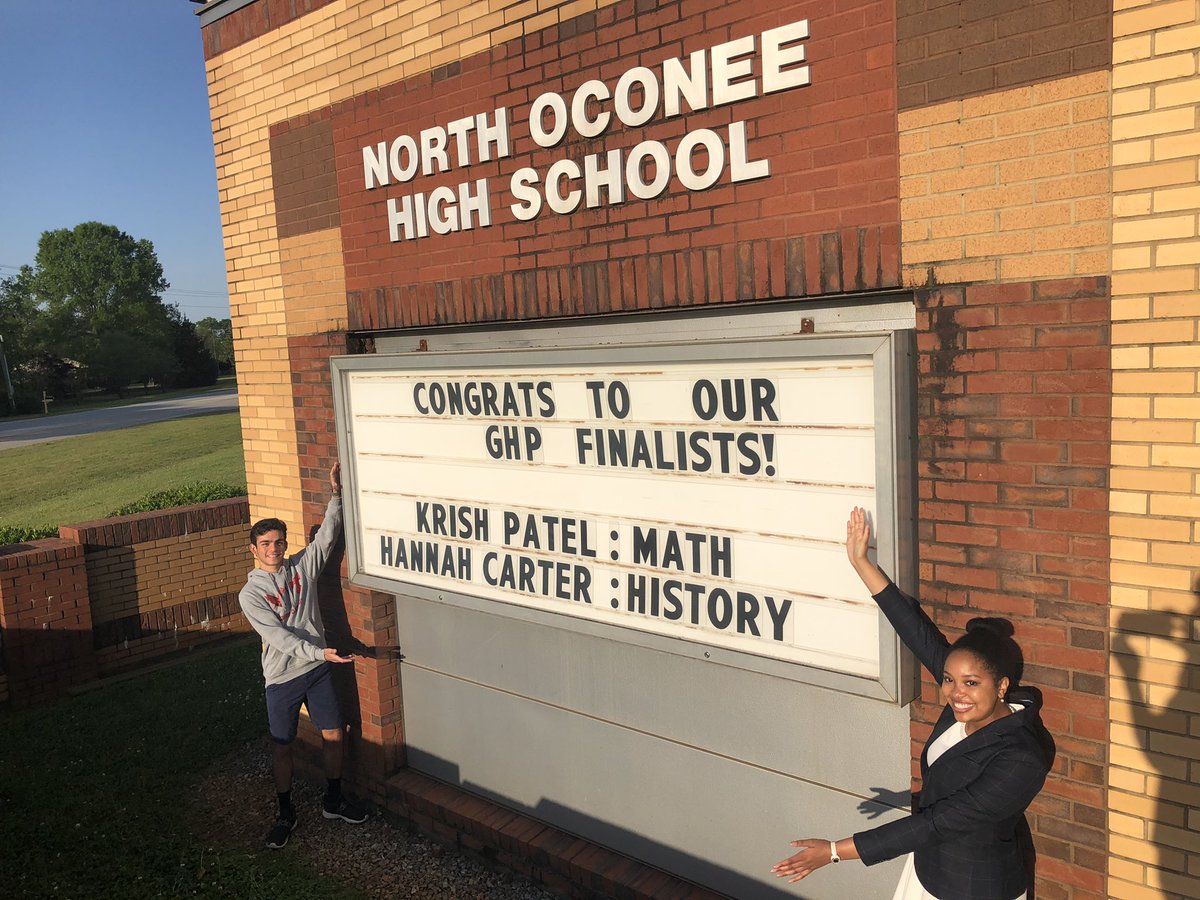 NORTH OCONEE
HIGH SCHOOL
CONGRATS TO OUR
GHP FINALISTS!
KRISH PATEL : MATH
HANNAH CARTER : HISTORY